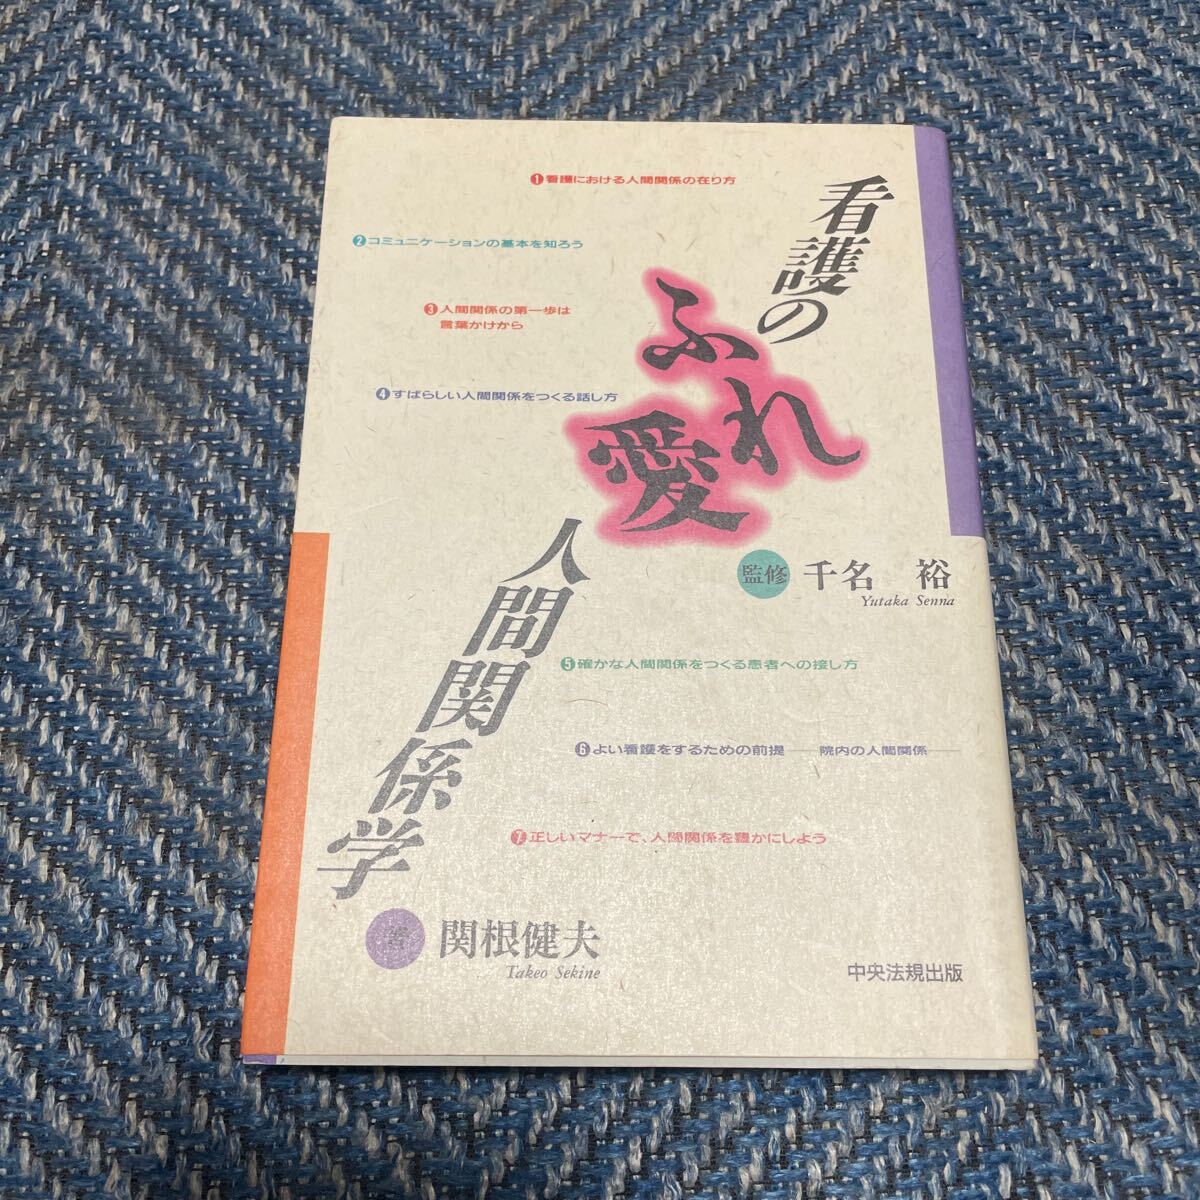 看護の
ふれ
愛
人間関係学
❶看護における人間関係の在り方
❷コミュニケーションの基本を知ろう
❸人間関係の第一歩は
言葉かけから
❹すばらしい人間関係をつくる話し方
監修 千名 裕
Yutaka Senna
❺確かな人間関係をつくる患者への接し方
❻よい看護をするための前提——院内の人間関係——
❼正しいマナーで、人間関係を豊かにしよう
著 関根健夫
Takeo Sekine
中央法規出版